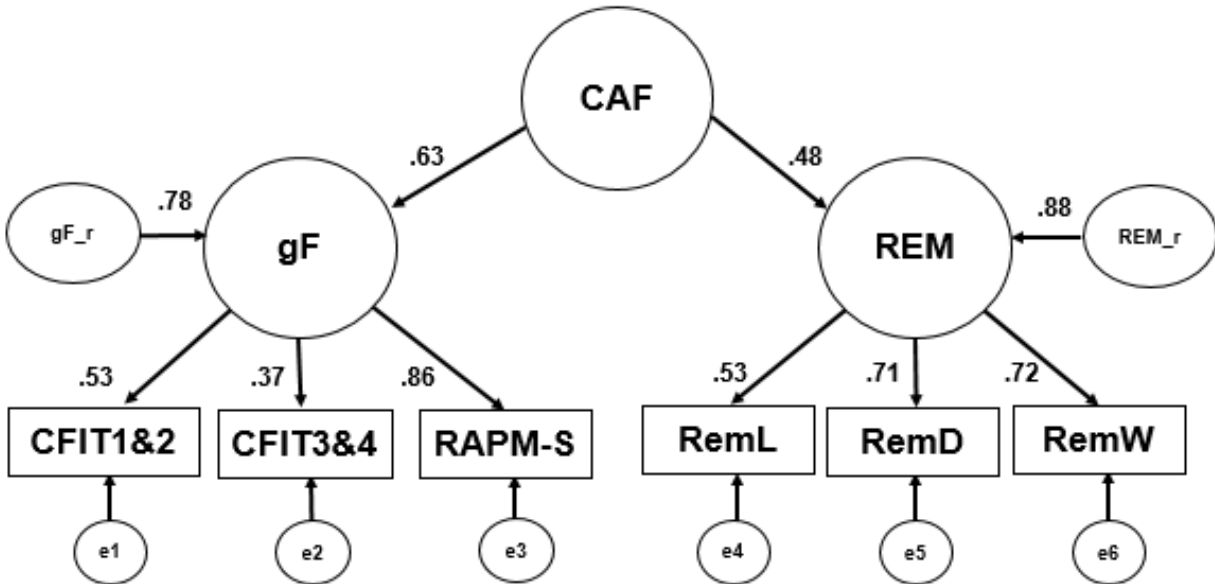 CAF
.63
.48
gF_r
.78
gF
REM
.88
REM_r
.53
.37
.86
.53
.71
.72
CFIT1&2
CFIT3&4
RAPM-S
RemL
RemD
RemW
e1
e2
e3
e4
e5
e6